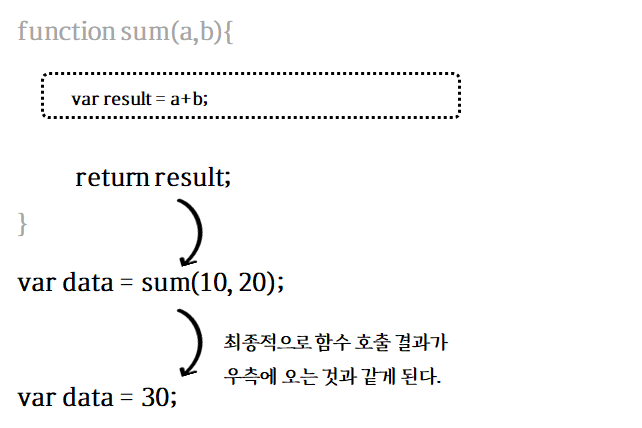 function sum(a,b){
var result = a+b;
return result;
}
var data = sum(10, 20);
최종적으로 함수 호출 결과가
우측에 오는 것과 같게 된다.
var data = 30;